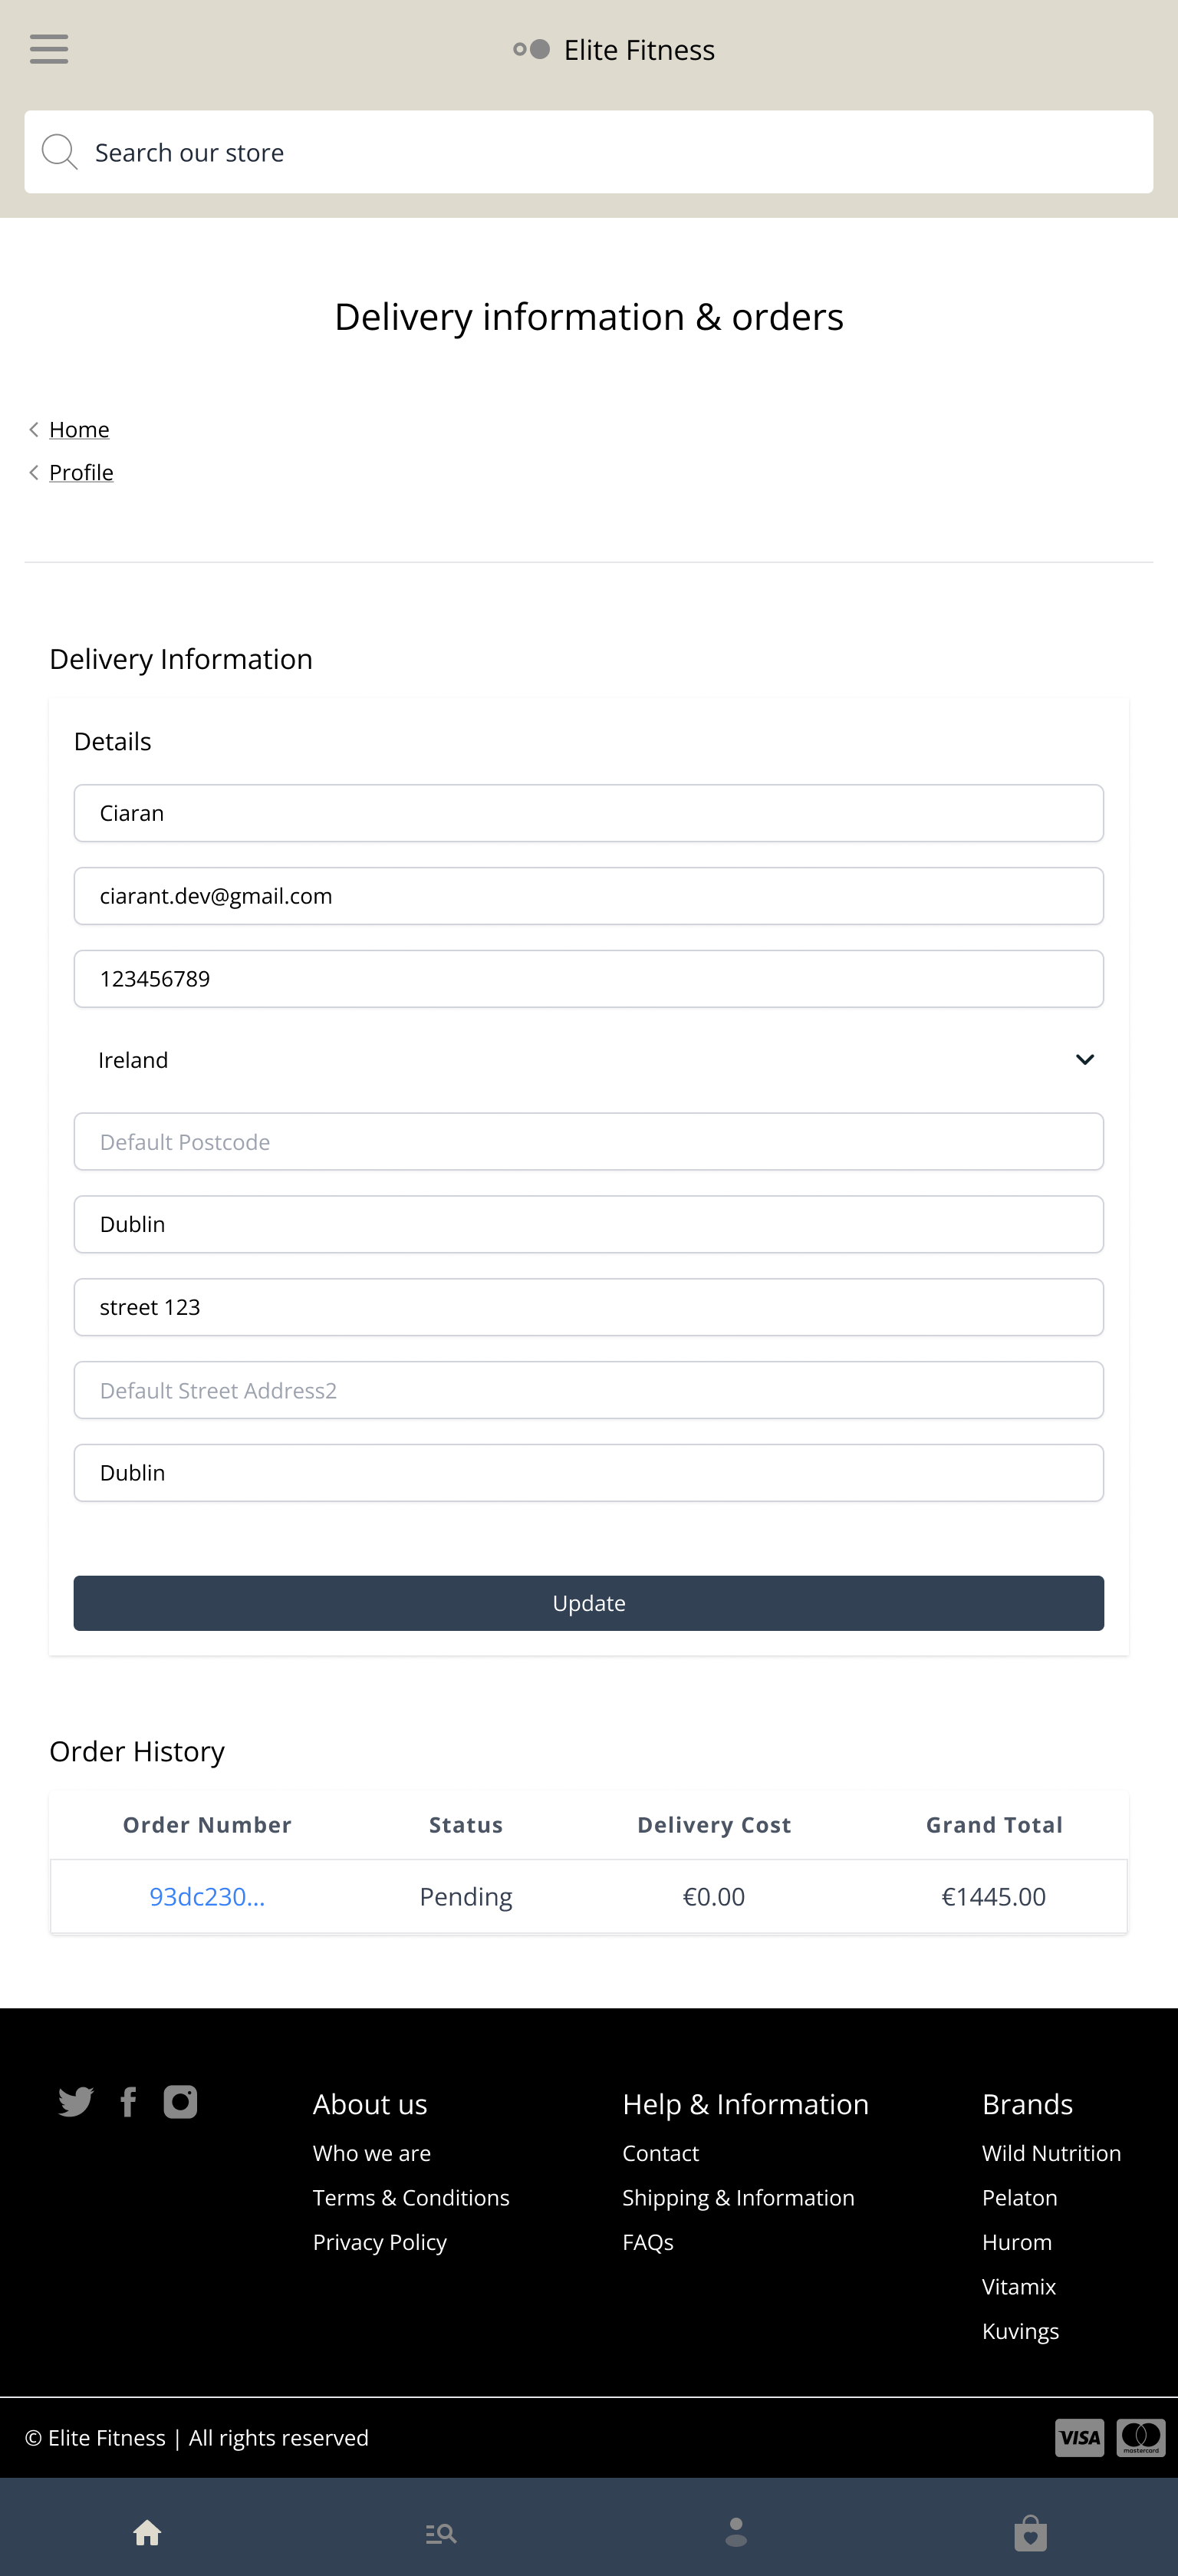 Elite Fitness
Search our store
Delivery information & orders
Home
Profile
Delivery Information
Details
Ciaran
ciarant.dev@gmail.com
123456789
Ireland
Default Postcode
Dublin
street 123
Default Street Address2
Dublin
Update
Order History
Order Number Status Delivery Cost Grand Total
93dc230... Pending €0.00 €1445.00
About us
Who we are
Terms & Conditions
Privacy Policy
Help & Information
Contact
Shipping & Information
FAQs
Brands
Wild Nutrition
Pelaton
Hurom
Vitamix
Kuvings
© Elite Fitness | All rights reserved
VISA mastercard